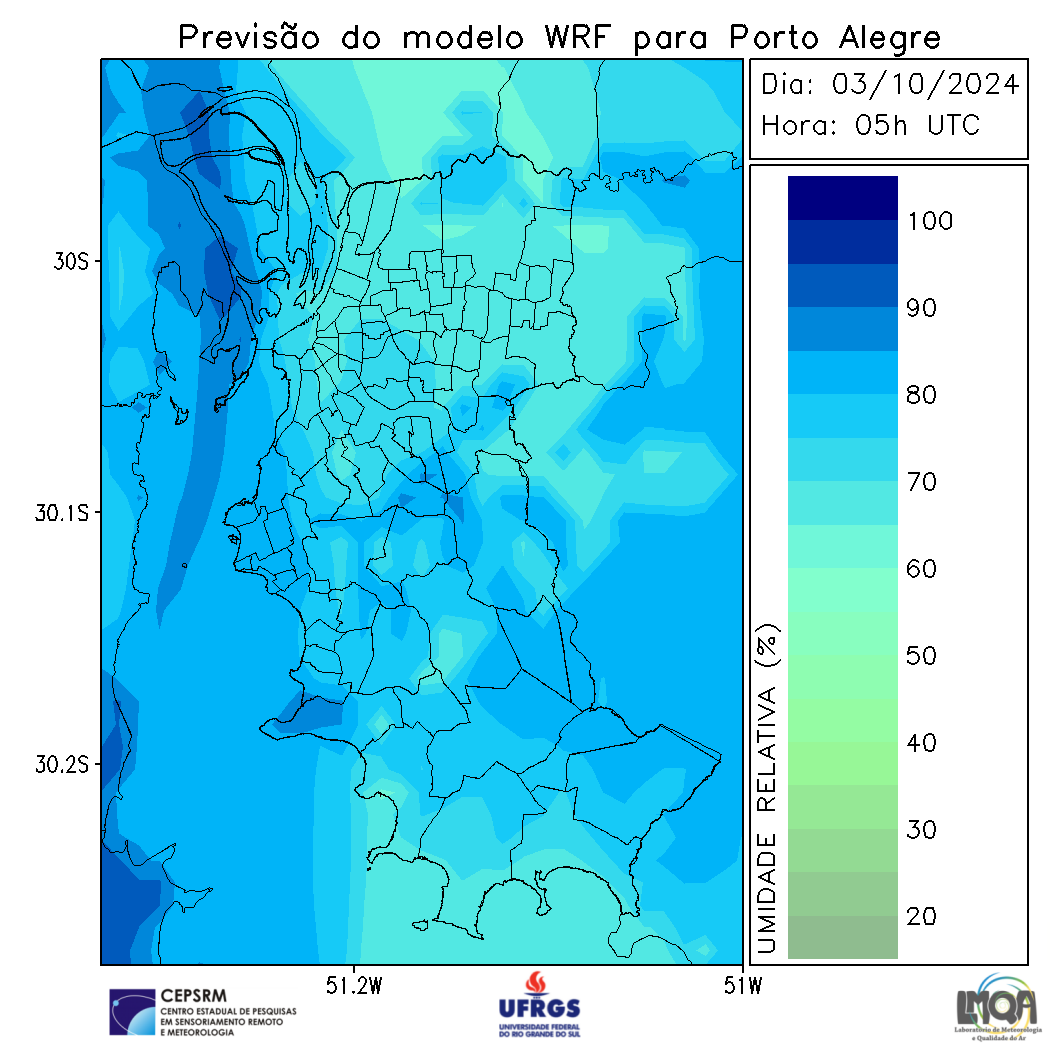 Previsão do modelo WRF para Porto Alegre
Dia: 03/10/2024
Hora: 05h UTC
30S
30.1S
30.2S
51.2W
51W
100
90
80
70
60
50
40
30
20
UMIDADE RELATIVA (%)
CEPSRM
CENTRO ESTADUAL DE PESQUISAS
EM SENSORIAMENTO REMOTO
E METEOROLOGIA
UFRGS
UNIVERSIDADE FEDERAL
DO RIO GRANDE DO SUL
LMQA
Laboratório de Meteorologia
e Qualidade do Ar